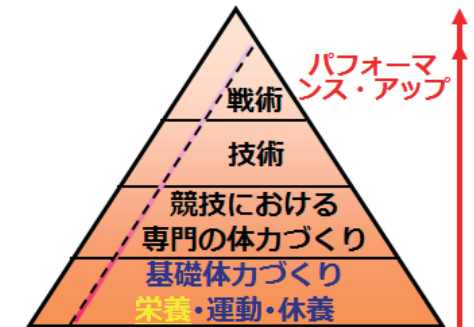 パフォーマ
ンス・アップ
戦術
技術
競技における
専門の体力づくり
基礎体力づくり
栄養・運動・休養